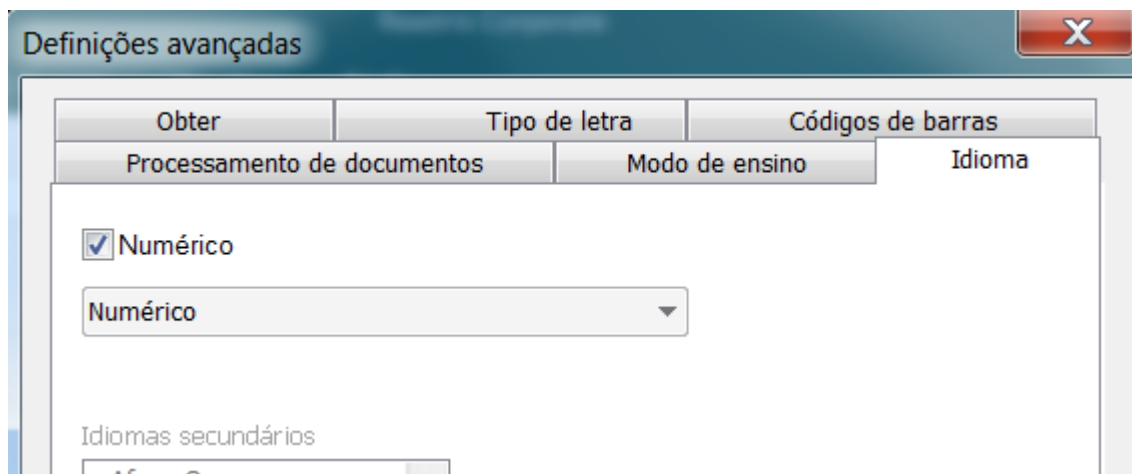 Definições avançadas
Obter Tipo de letra Códigos de barras
Processamento de documentos Modo de ensino Idioma
Numérico
Numérico
Idiomas secundários